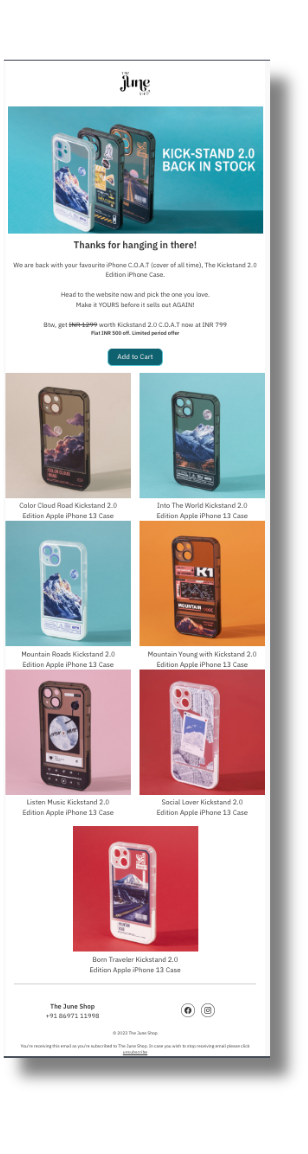 THE
June
SHOP
KICK-STAND 2.0
BACK IN STOCK
Thanks for hanging in there!
We are back with your favourite iPhone C.O.A.T (cover of all time), The Kickstand 2.0
Edition iPhone Case.
Head to the website now and pick the one you love.
Make it YOURS before it sells out AGAIN!
Btw, get INR 1299 worth Kickstand 2.0 C.O.A.T now at INR 799
Flat INR 500 off. Limited period offer
Add to Cart
COLOR CLOUD
ROAD
Color Cloud Road Kickstand 2.0
Edition Apple iPhone 13 Case
Into The World Kickstand 2.0
Edition Apple iPhone 13 Case
Mountain Roads Kickstand 2.0
Edition Apple iPhone 13 Case
K1
MOUNTAIN
Mountain Young with Kickstand 2.0
Edition Apple iPhone 13 Case
Listen Music Kickstand 2.0
Edition Apple iPhone 13 Case
Social Lover Kickstand 2.0
Edition Apple iPhone 13 Case
Born Traveler Kickstand 2.0
Edition Apple iPhone 13 Case
The June Shop
+91 86971 11998
© 2022 The June Shop
You're receiving this email as you're subscribed to The June Shop. In case you wish to stop receiving email please click
unsubscribe